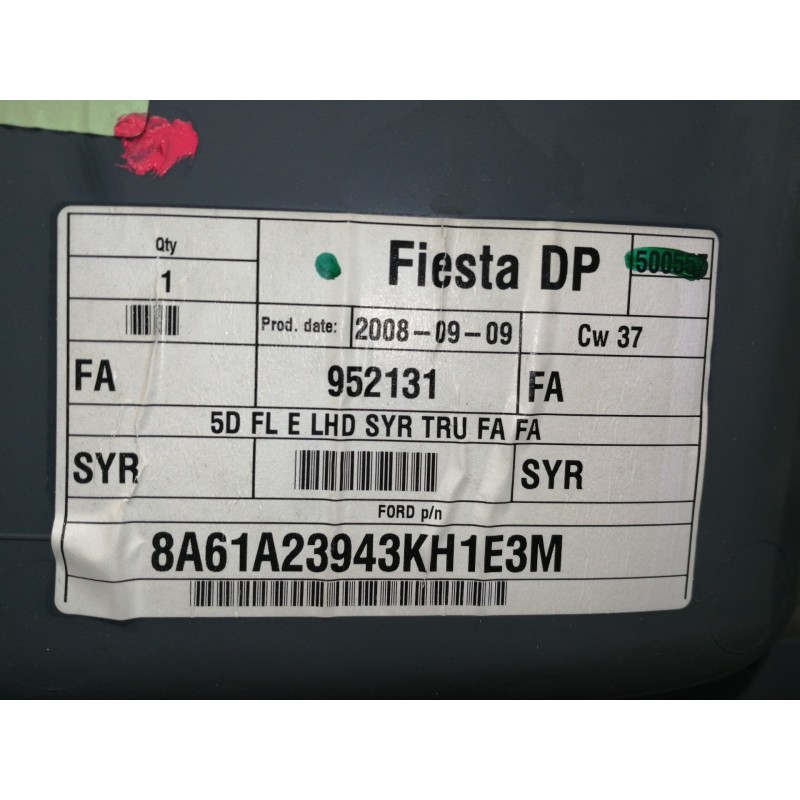 Qty
1
Fiesta DP
Prod. date: 2008-09-09 Cw 37
FA 952131 FA
5D FL E LHD SYR TRU FA FA
SYR SYR
FORD p/n
8A61A23943KH1E3M